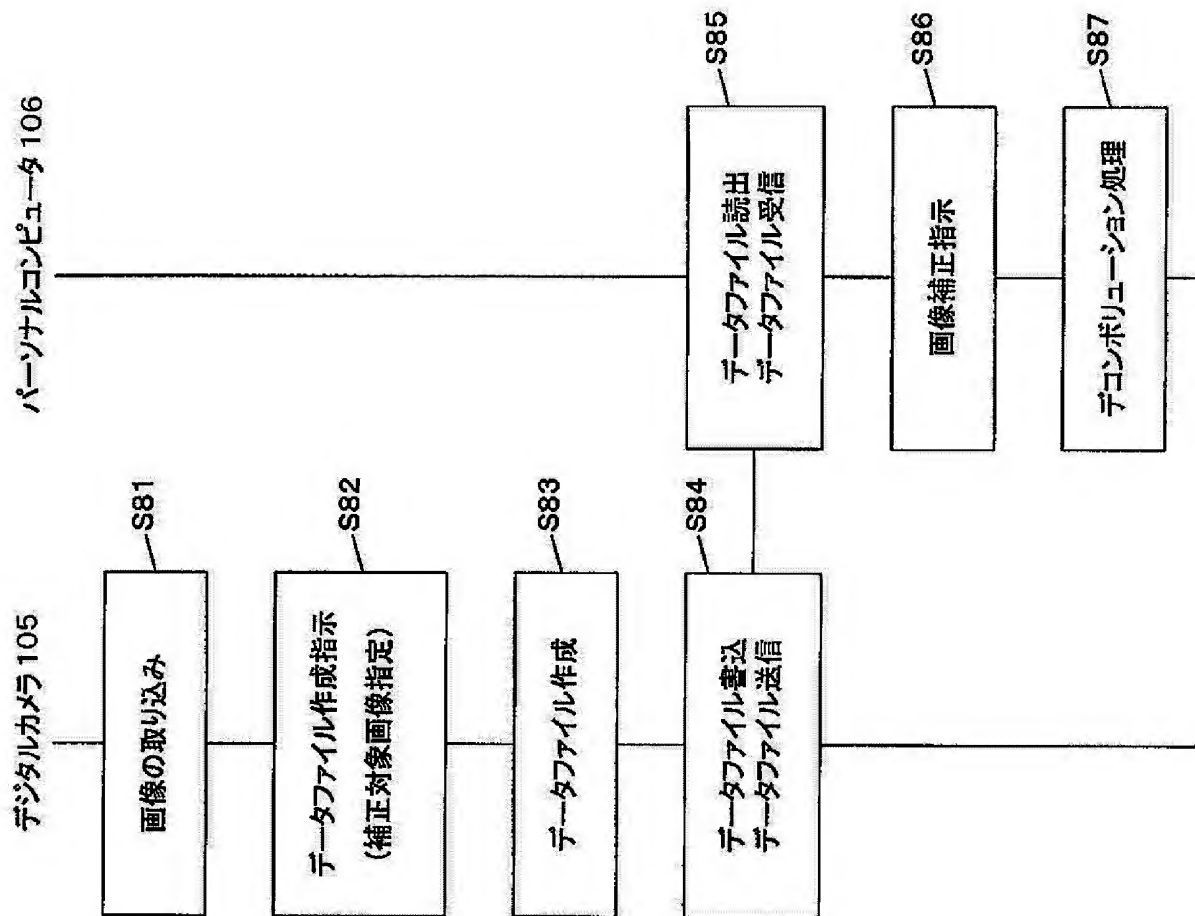 デジタルカメラ 105
パーソナルコンピュータ 106
画像の取り込み
S81
データファイル作成指示
(補正対象画像指定)
S82
データファイル作成
S83
データファイル書込
データファイル送信
S84
データファイル読出
データファイル受信
S85
画像補正指示
S86
デコンボリューション処理
S87